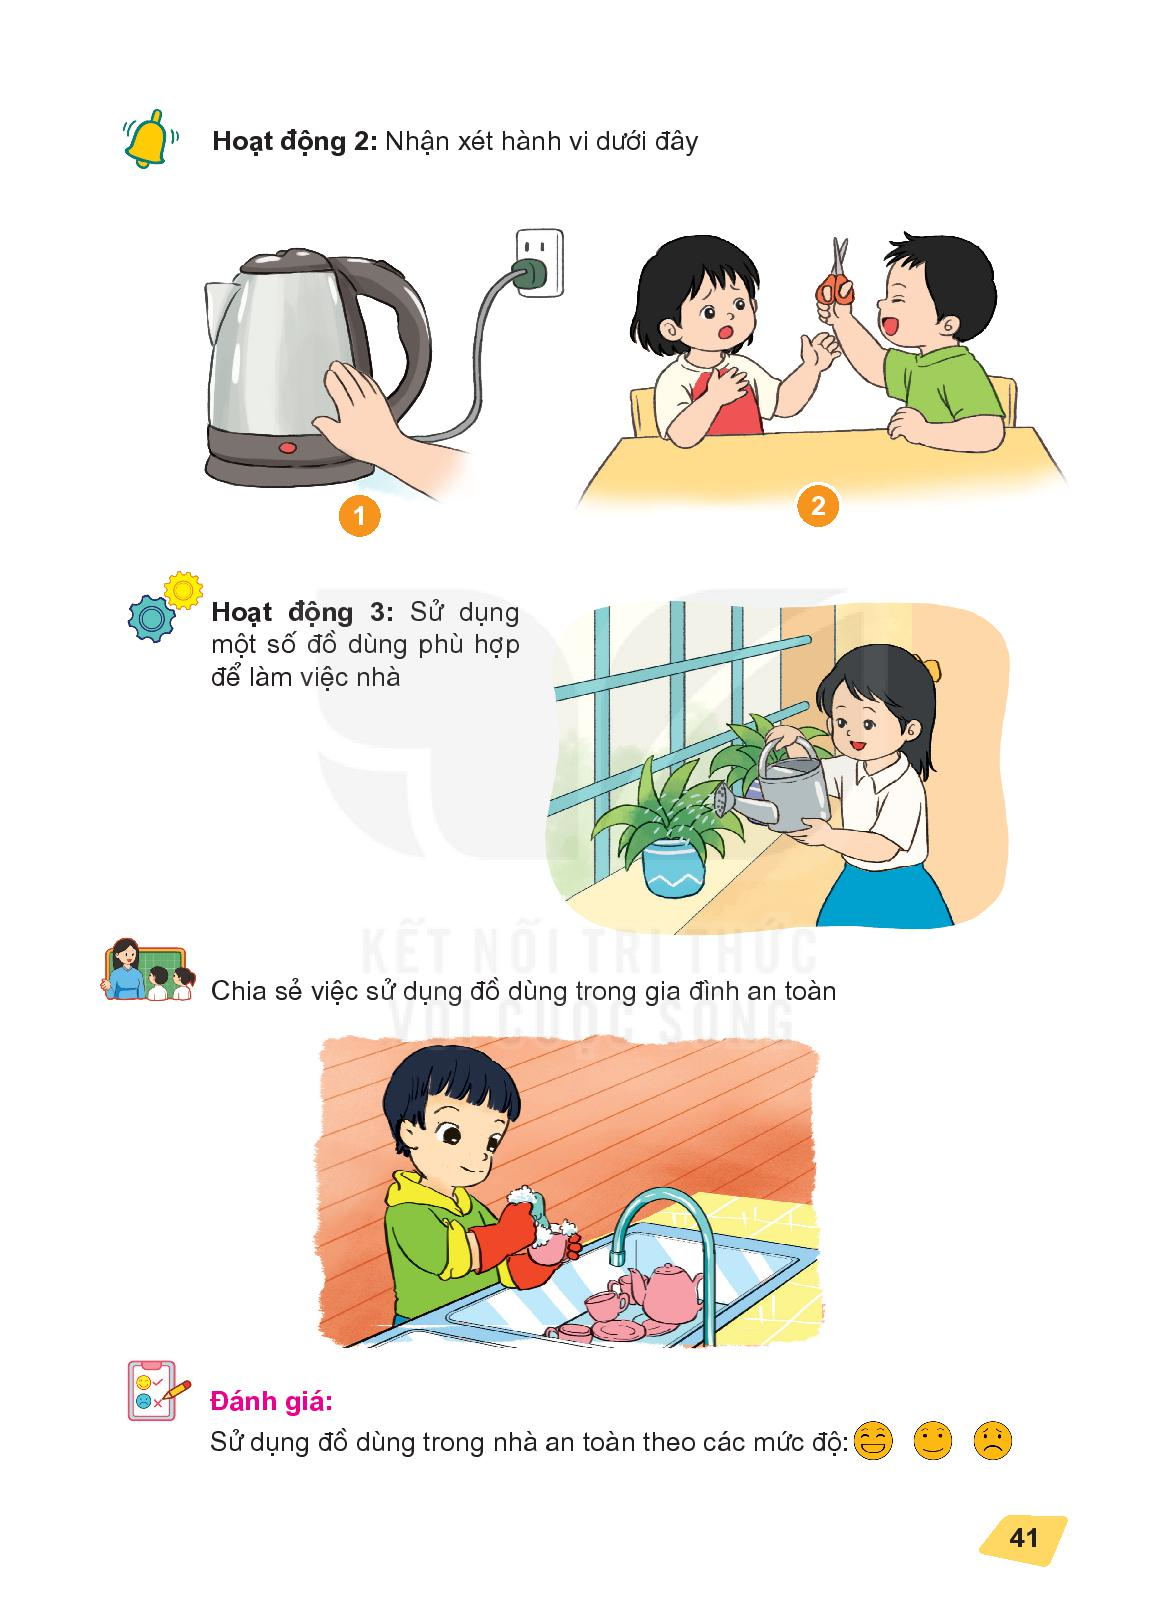 Hoạt động 2: Nhận xét hành vi dưới đây
1
2
Hoạt động 3: Sử dụng
một số đồ dùng phù hợp
để làm việc nhà
KẾT NỐI TRI THỨC
VỚI CUỘC SỐNG
Chia sẻ việc sử dụng đồ dùng trong gia đình an toàn
Đánh giá:
Sử dụng đồ dùng trong nhà an toàn theo các mức độ:
41